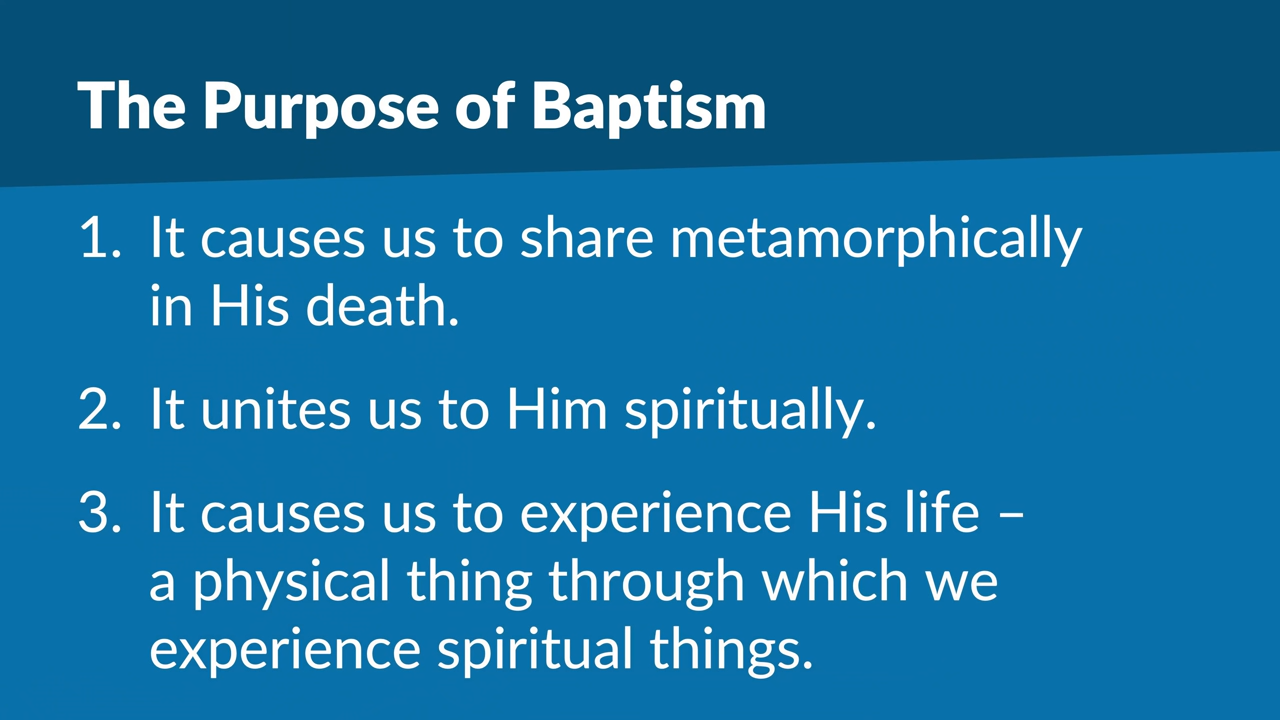 The Purpose of Baptism
1. It causes us to share metamorphically
in His death.
2. It unites us to Him spiritually.
3. It causes us to experience His life –
a physical thing through which we
experience spiritual things.